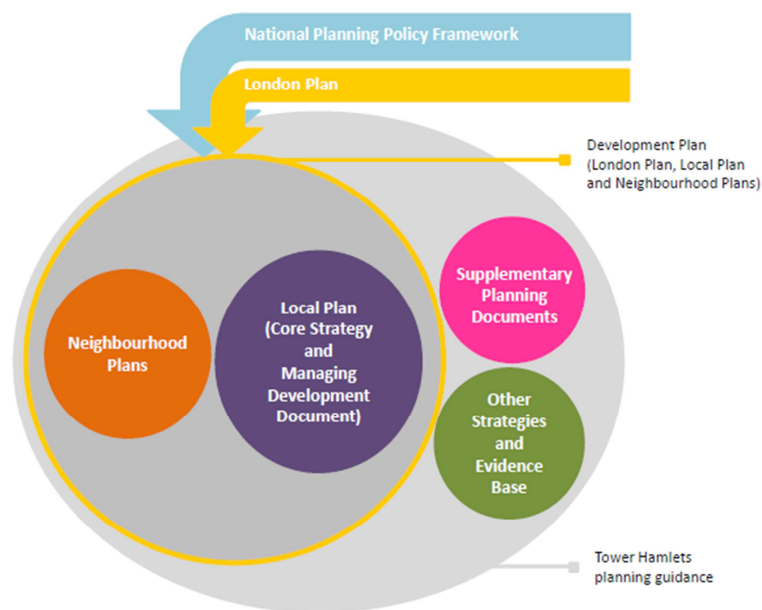 National Planning Policy Framework
London Plan
Development Plan
(London Plan, Local Plan
and Neighbourhood Plans)
Supplementary
Planning
Documents
Neighbourhood
Plans
Local Plan
(Core Strategy
and
Managing
Development
Document)
Other
Strategies
and
Evidence
Base
Tower Hamlets
planning guidance